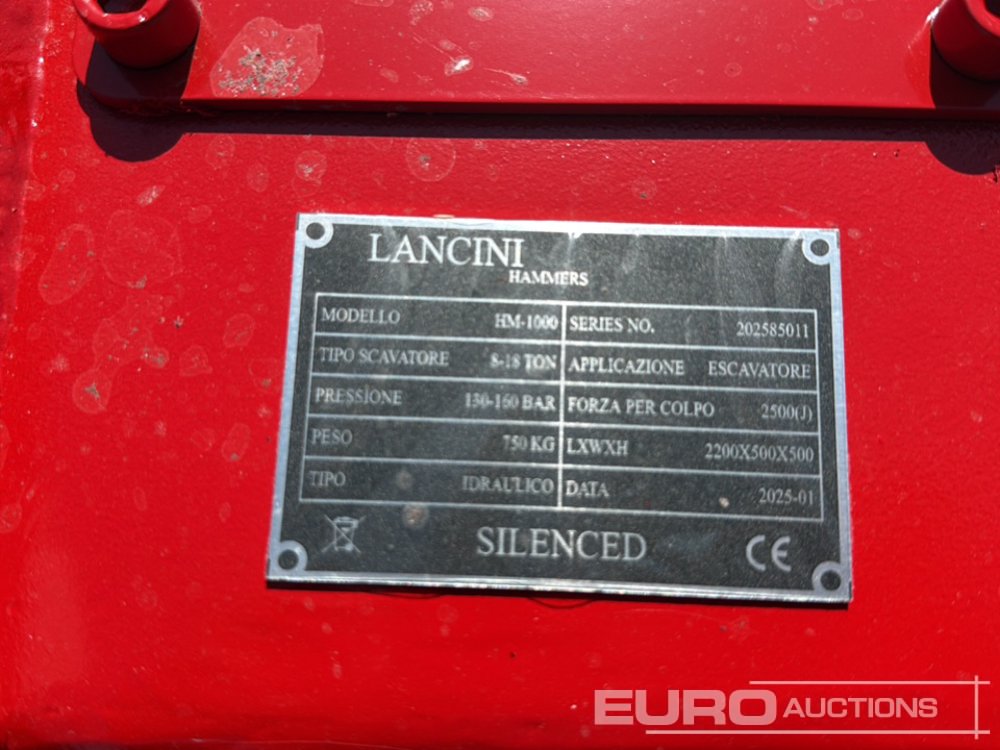 LANCINI
HAMMERS
MODELLO HM-1000 SERIES NO. 202585011
TIPO SCAVATORE 8-18 TON APPLICAZIONE ESCAVATORE
PRESSIONE 130-160 BAR FORZA PER COLPO 2500(J)
PESO 750 KG LXWXH 2200X500X500
TIPO IDRAULICO DATA 2025-01
SILENCED CE
EURO AUCTIONS